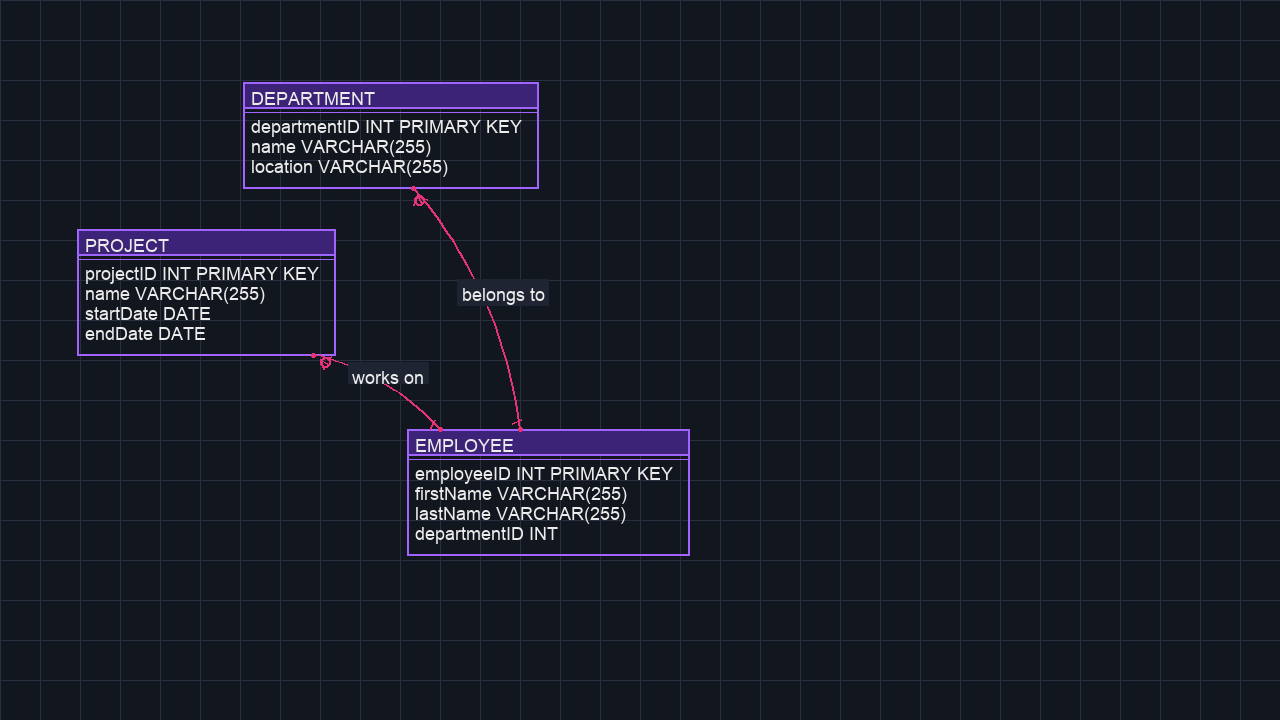 DEPARTMENT
departmentID INT PRIMARY KEY
name VARCHAR(255)
location VARCHAR(255)
PROJECT
projectID INT PRIMARY KEY
name VARCHAR(255)
startDate DATE
endDate DATE
belongs to
works on
EMPLOYEE
employeeID INT PRIMARY KEY
firstName VARCHAR(255)
lastName VARCHAR(255)
departmentID INT